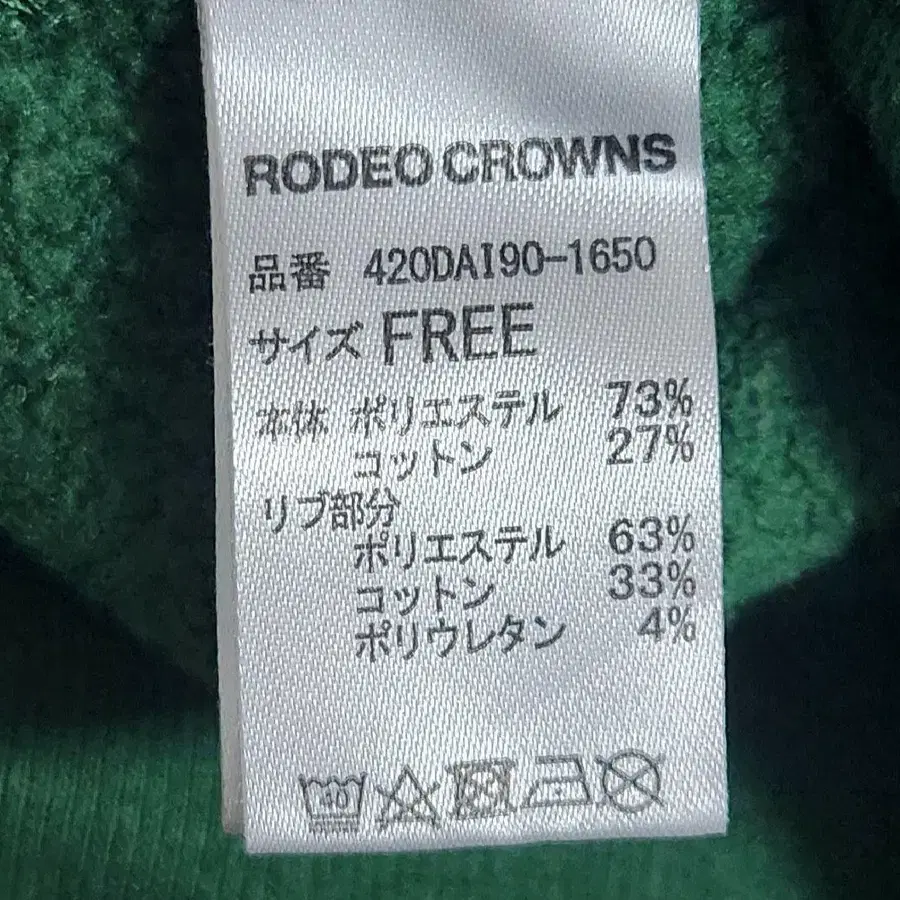 RODEO CROWNS
品番 420DAI90-1650
サイズ FREE
本体 ポリエステル 73%
コットン 27%
リブ部分
ポリエステル 63%
コットン 33%
ポリウレタン 4%
40